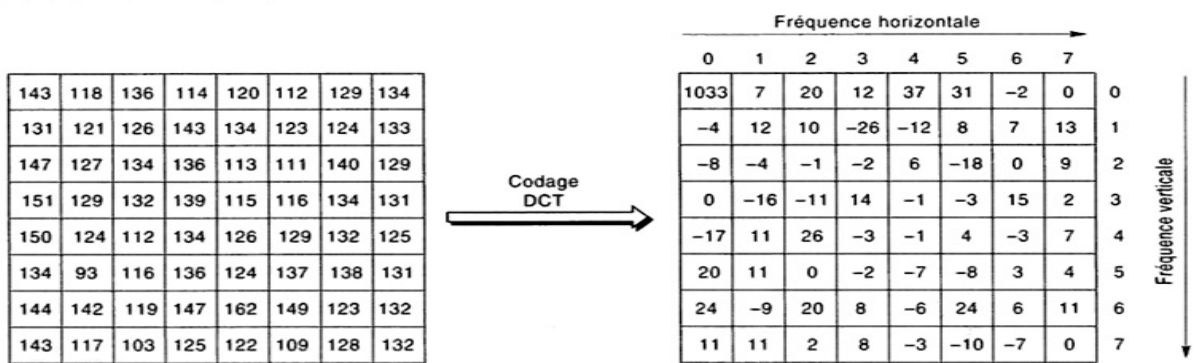 Fréquence horizontale
0 1 2 3 4 5 6 7
143 118 136 114 120 112 129 134
131 121 126 143 134 123 124 133
147 127 134 136 113 111 140 129
151 129 132 139 115 116 134 131
150 124 112 134 126 129 132 125
134 93 116 136 124 137 138 131
144 142 119 147 162 149 123 132
143 117 103 125 122 109 128 132
Codage
DCT
1033 7 20 12 37 31 -2 0 0
-4 12 10 -26 -12 8 7 13 1
-8 -4 -1 -2 6 -18 0 9 2
0 -16 -11 14 -1 -3 15 2 3
-17 11 26 -3 -1 4 -3 7 4
20 11 0 -2 -7 -8 3 4 5
24 -9 20 8 -6 24 6 11 6
11 11 2 8 -3 -10 -7 0 7
Fréquence verticale